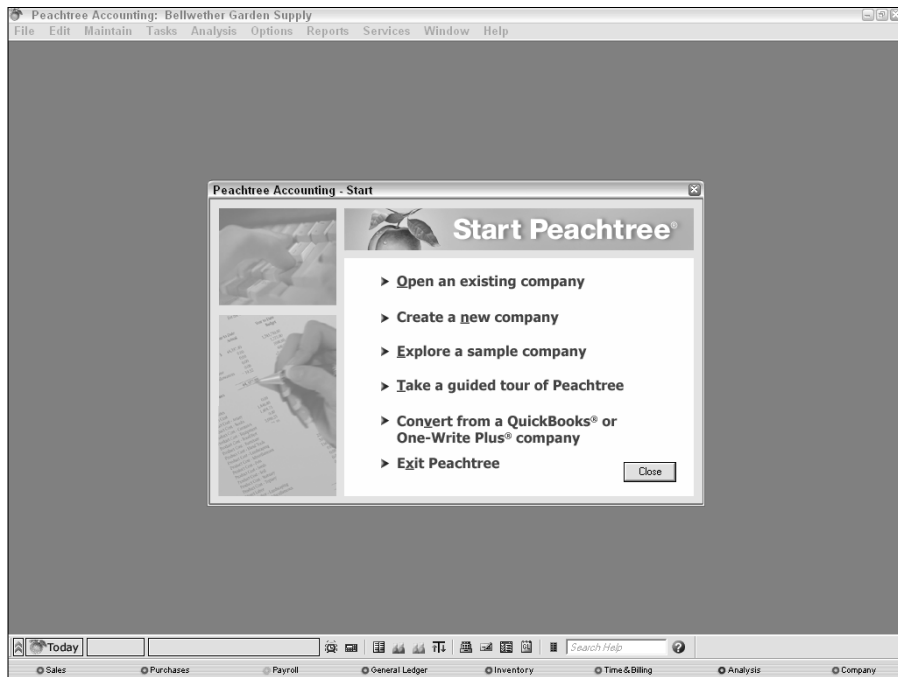 Peachtree Accounting: Bellwether Garden Supply
File Edit Maintain Tasks Analysis Options Reports Services Window Help
Peachtree Accounting - Start
Start Peachtree®
Open an existing company
Create a new company
Explore a sample company
Take a guided tour of Peachtree
Convert from a QuickBooks® or
One-Write Plus® company
Exit Peachtree
Close
Today
Search Help
Sales Purchases Payroll General Ledger Inventory Time & Billing Analysis Company